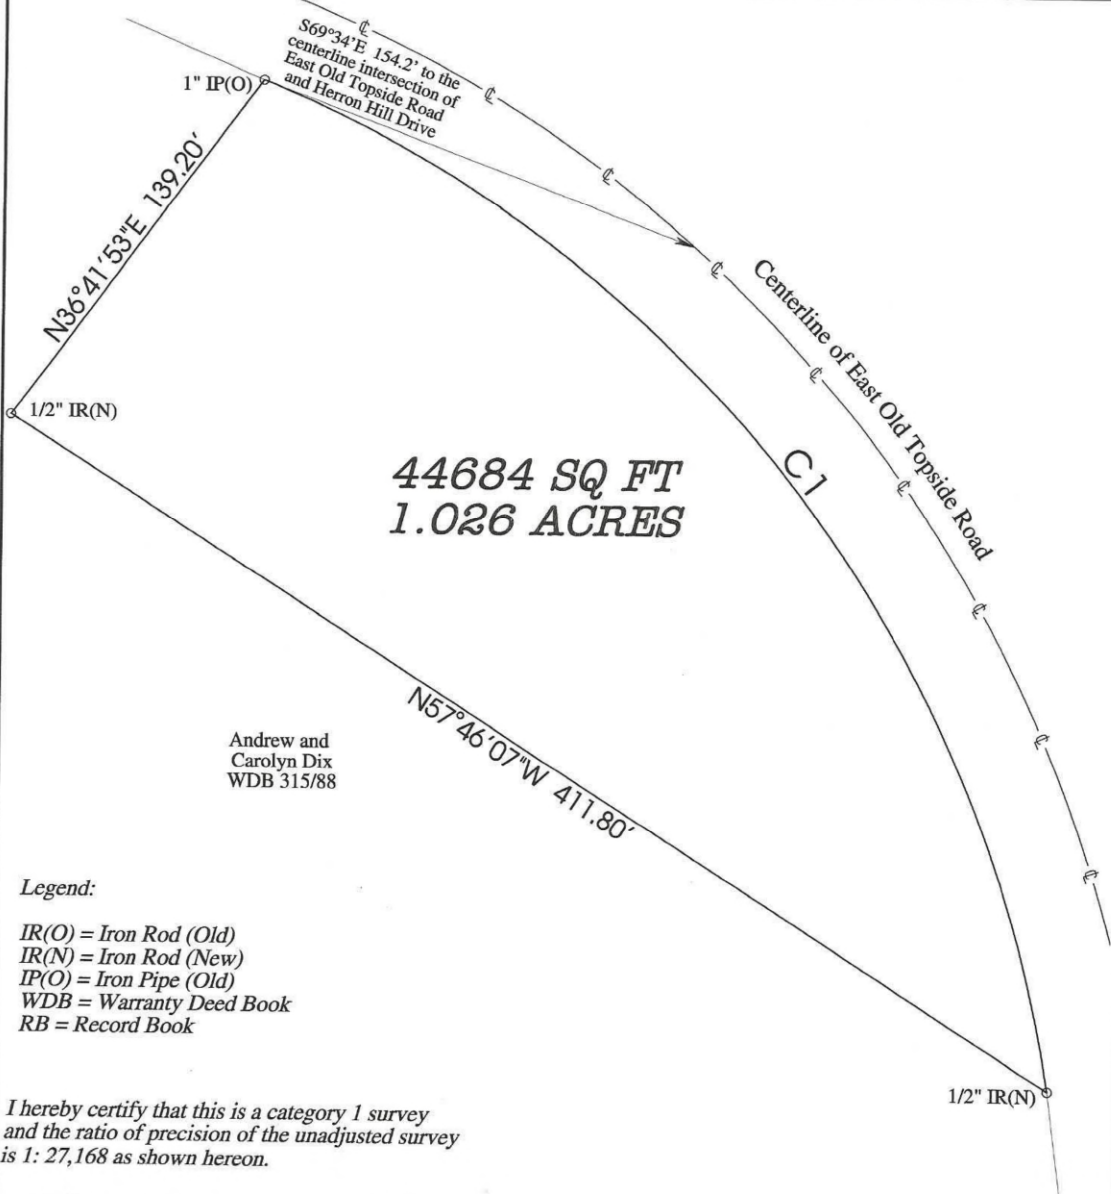 S69°34'E 154.2' to the
centerline intersection of
East Old Topside Road
and Herron Hill Drive
1" IP(O)
N36°41'53"E 139.20'
1/2" IR(N)
Centerline of East Old Topside Road
C1
44684 SQ FT
1.026 ACRES
N57°46'07"W 411.80'
Andrew and
Carolyn Dix
WDB 315/88
Legend:
IR(O) = Iron Rod (Old)
IR(N) = Iron Rod (New)
IP(O) = Iron Pipe (Old)
WDB = Warranty Deed Book
RB = Record Book
1/2" IR(N)
I hereby certify that this is a category 1 survey
and the ratio of precision of the unadjusted survey
is 1: 27,168 as shown hereon.